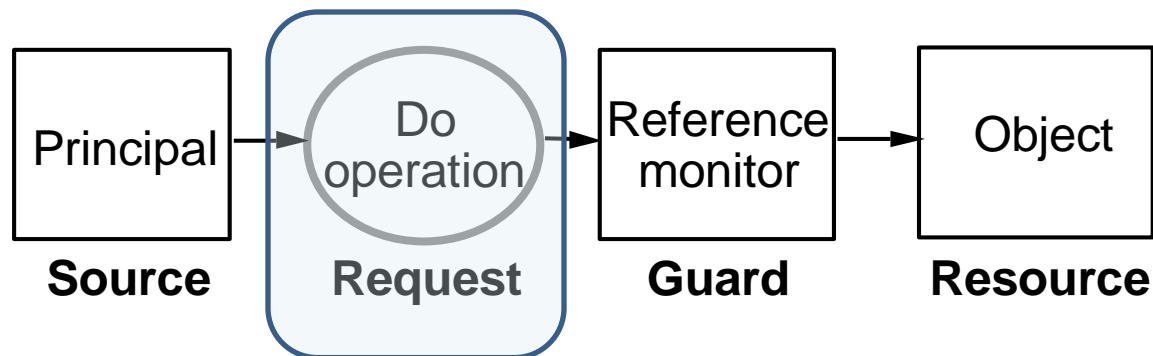 Principal
Do
operation
Reference
monitor
Object
Source
Request
Guard
Resource